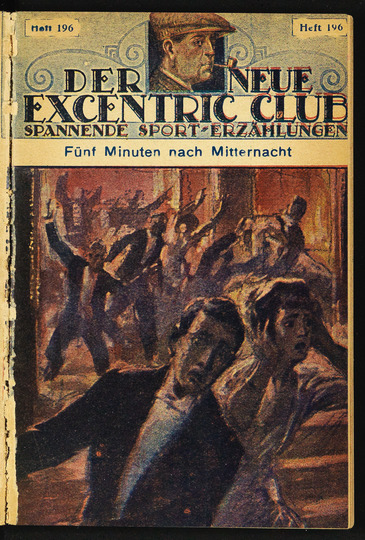 Heft 196
Heft 196
DER NEUE
EXCENTRIC CLUB
SPANNENDE SPORT-ERZÄHLUNGEN
Fünf Minuten nach Mitternacht